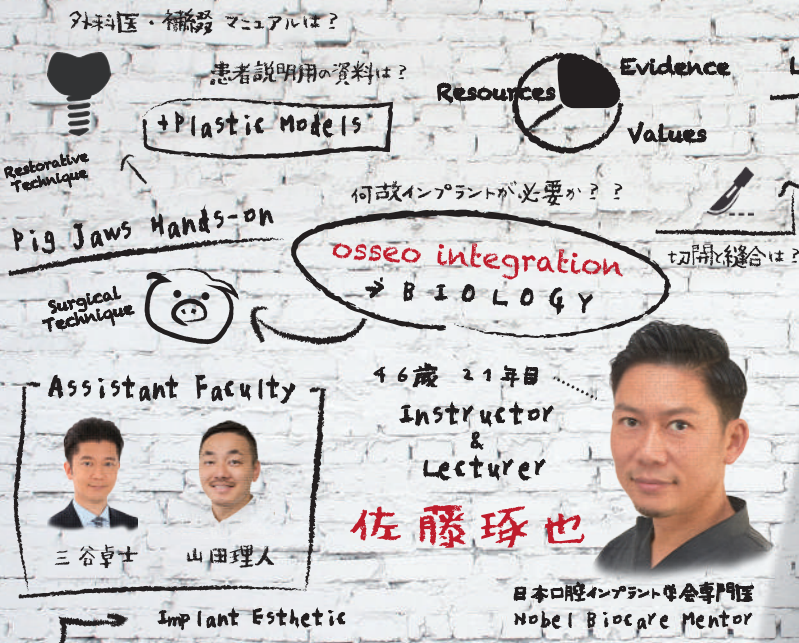 外科医・補綴 マニュアルは？
患者説明用の資料は？
+Plastic Models
Resources
Evidence
Values
L
Restorative
Technique
何故インプラントが必要か？？
Pig Jaws Hands-on
osseo integration
→ BIOLOGY
切開と縫合は？
Surgical
Technique
Assistant Faculty
三谷卓士
山田理人
46歳 21年目
Instructor
&
Lecturer
佐藤琢也
日本口腔インプラント学会専門医
Nobel Biocare Mentor
Implant Esthetic